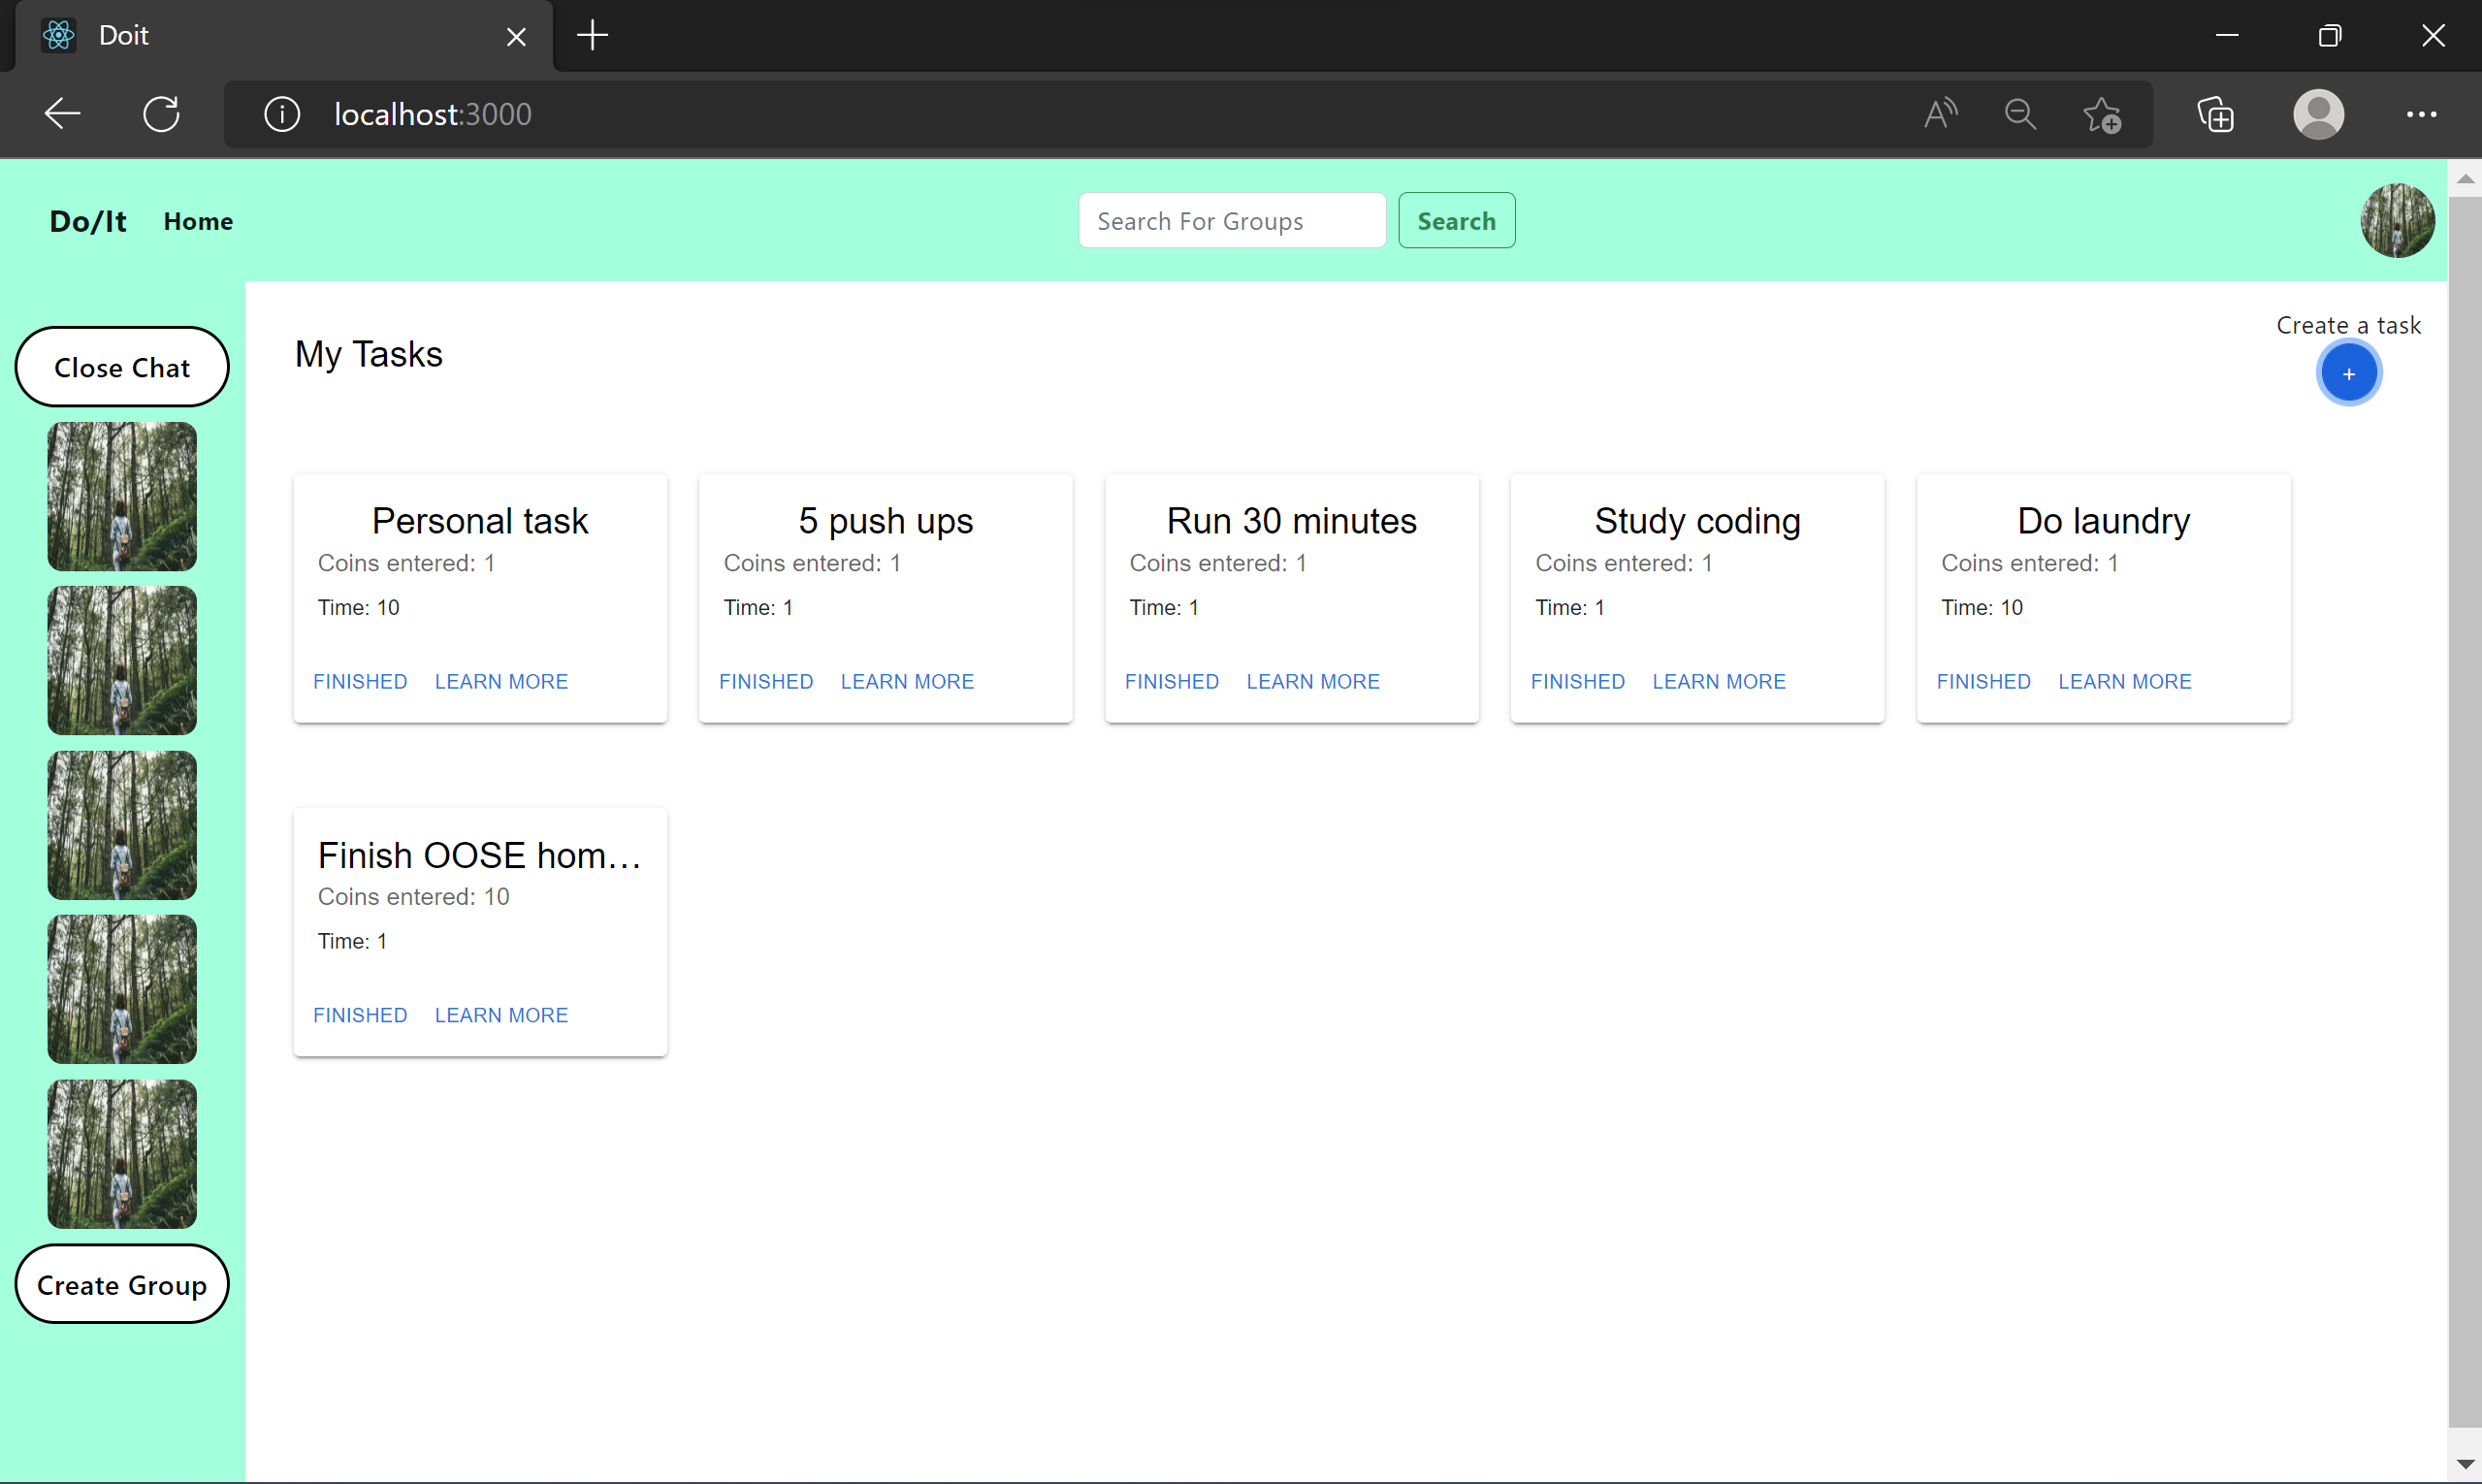 Doit
localhost:3000
Do/It Home Search For Groups Search
Close Chat
Create Group
My Tasks
Create a task
+
Personal task
Coins entered: 1
Time: 10
FINISHED LEARN MORE
5 push ups
Coins entered: 1
Time: 1
FINISHED LEARN MORE
Run 30 minutes
Coins entered: 1
Time: 1
FINISHED LEARN MORE
Study coding
Coins entered: 1
Time: 1
FINISHED LEARN MORE
Do laundry
Coins entered: 1
Time: 10
FINISHED LEARN MORE
Finish OOSE hom...
Coins entered: 10
Time: 1
FINISHED LEARN MORE